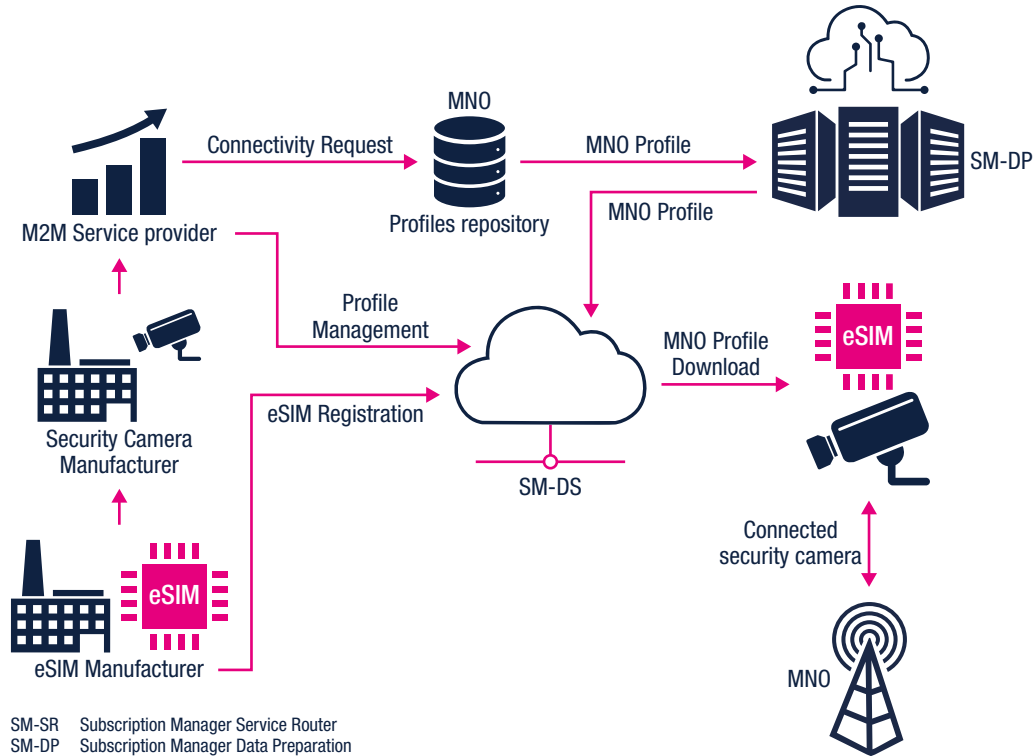 MNO
Connectivity Request
MNO Profile
SM-DP
MNO Profile
Profiles repository
M2M Service provider
Profile
Management
MNO Profile
Download
eSIM
eSIM Registration
Security Camera
Manufacturer
SM-DS
Connected
security camera
eSIM
eSIM Manufacturer
MNO
SM-SR Subscription Manager Service Router
SM-DP Subscription Manager Data Preparation